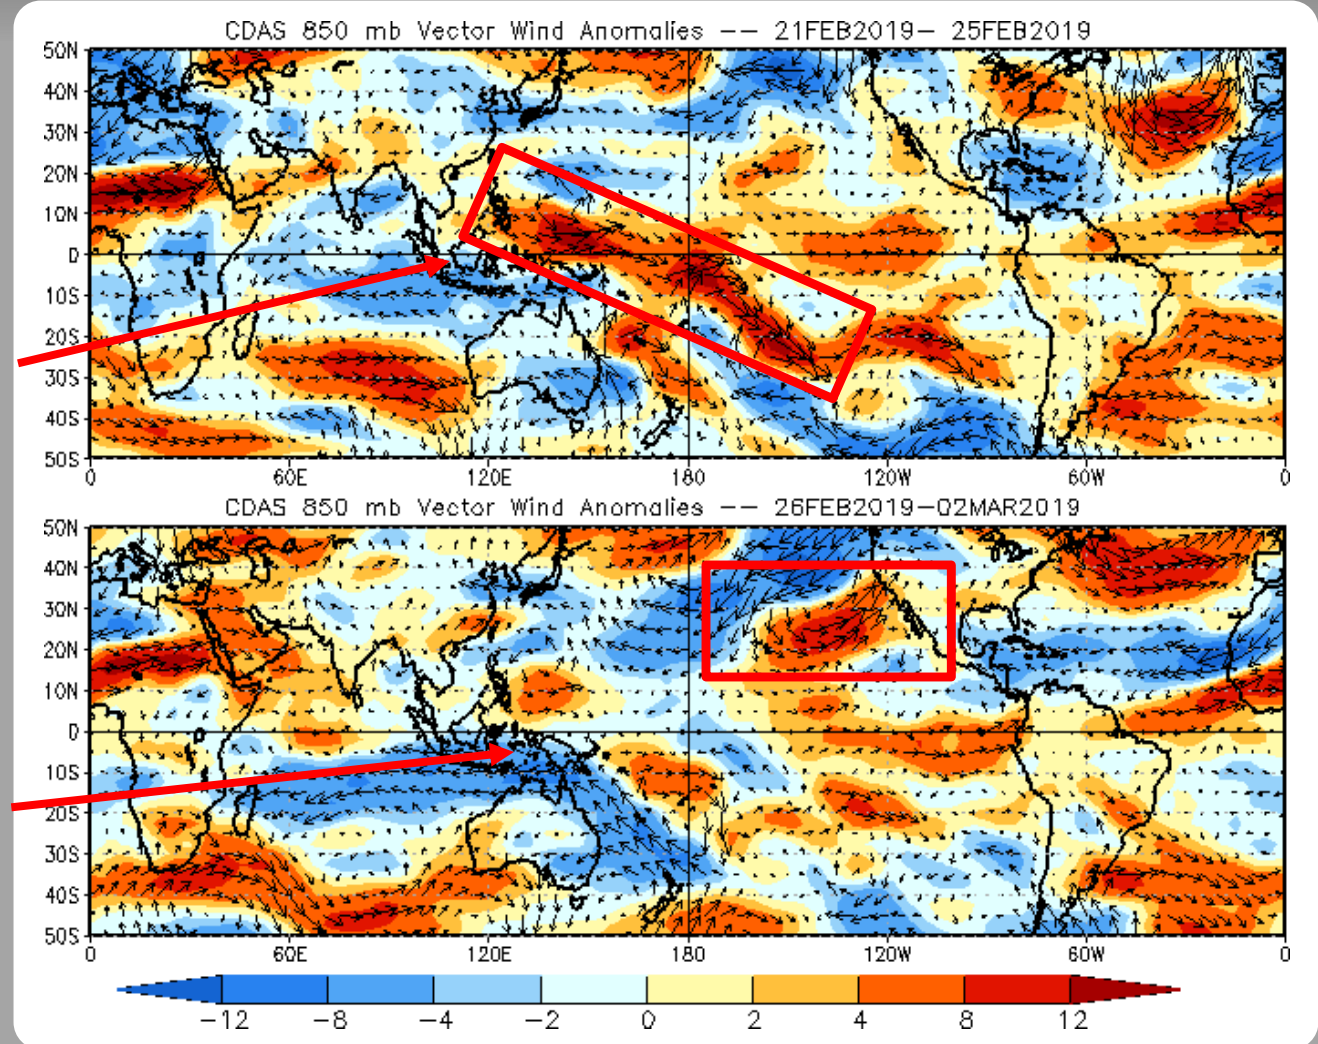 CDAS 850 mb Vector Wind Anomalies -- 21FEB2019- 25FEB2019
50N
40N
30N
20N
10N
0
10S
20S
30S
40S
50S
0 60E 120E 180 120W 60W 0
CDAS 850 mb Vector Wind Anomalies -- 26FEB2019-02MAR2019
50N
40N
30N
20N
10N
0
10S
20S
30S
40S
50S
0 60E 120E 180 120W 60W 0
-12 -8 -4 -2 0 2 4 8 12